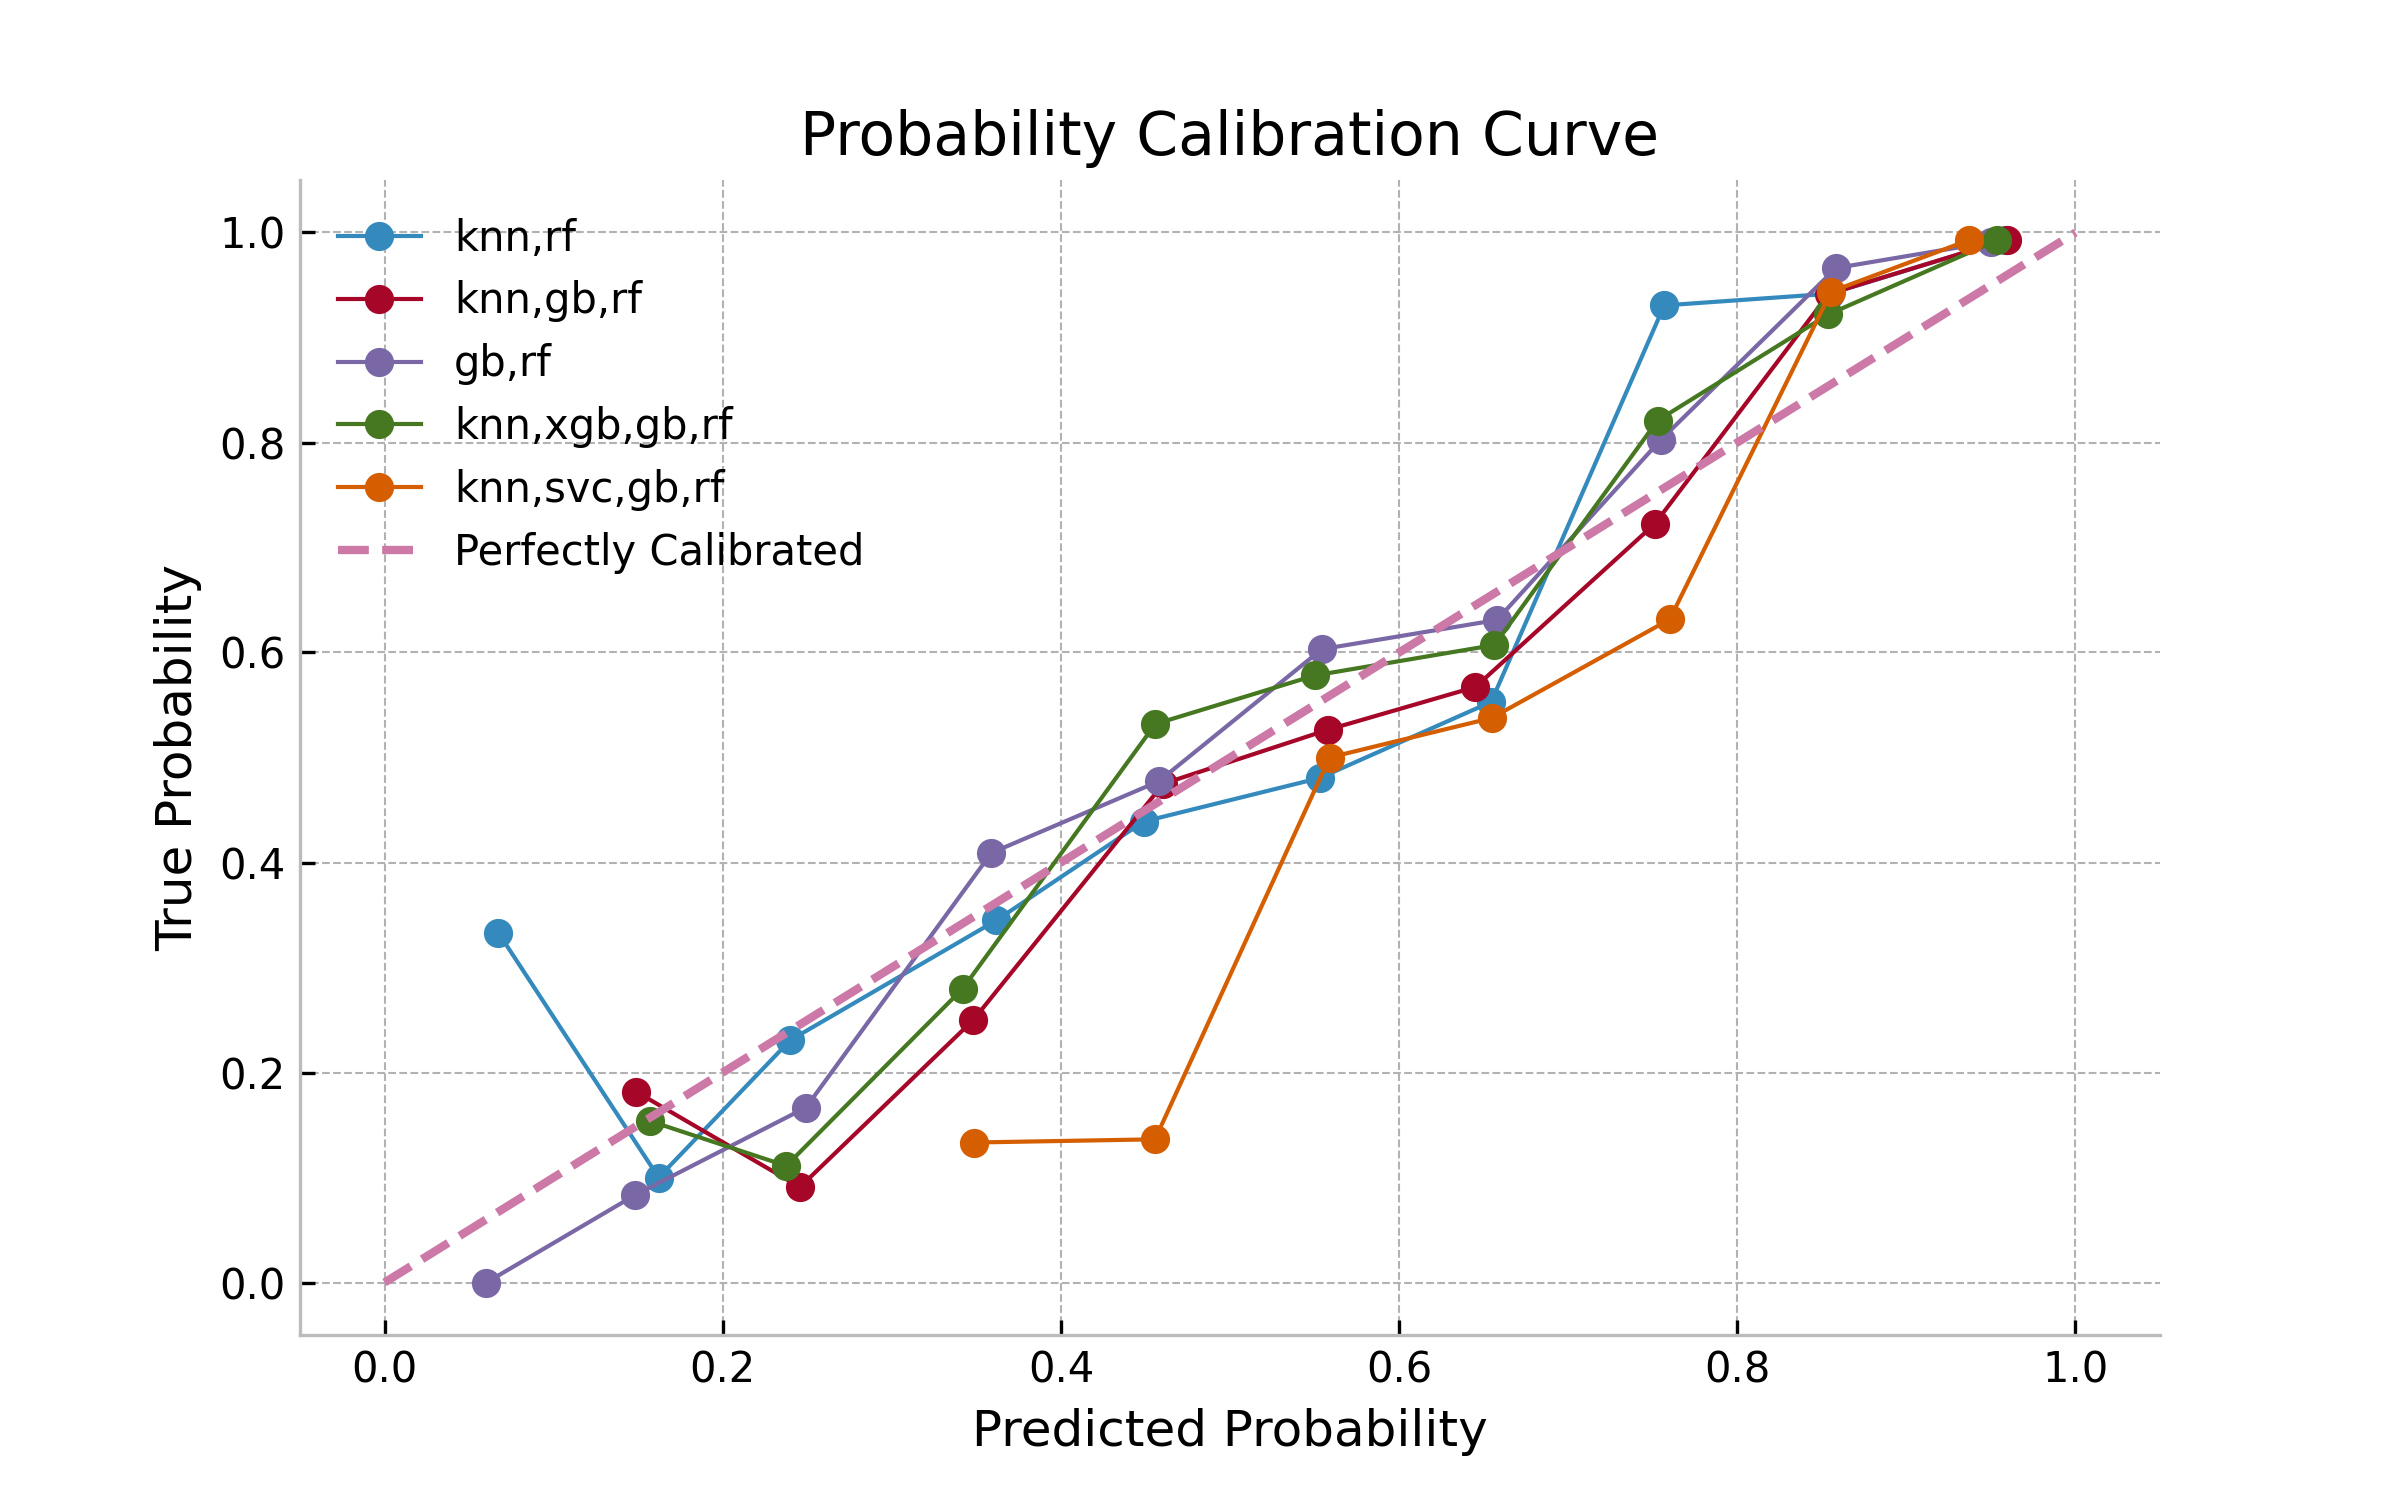 Probability Calibration Curve
knn,rf
knn,gb,rf
gb,rf
knn,xgb,gb,rf
knn,svc,gb,rf
Perfectly Calibrated
True Probability
1.0
0.8
0.6
0.4
0.2
0.0
0.0 0.2 0.4 0.6 0.8 1.0
Predicted Probability